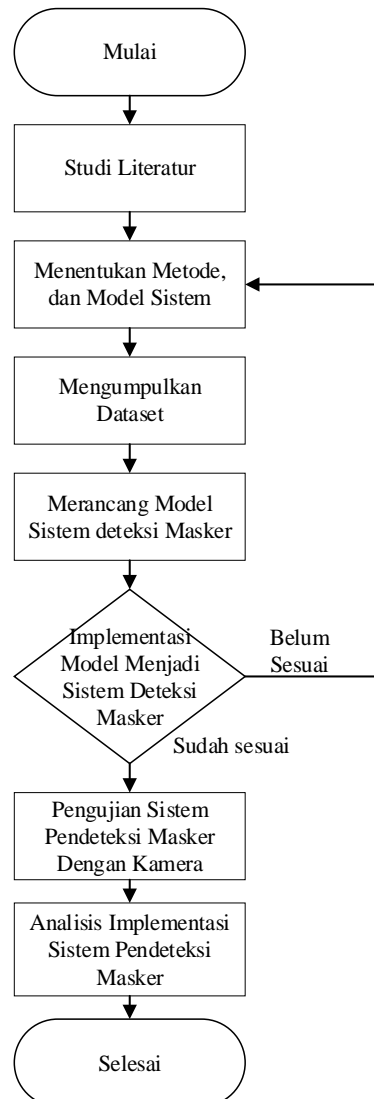 Mulai
Studi Literatur
Menentukan Metode,
dan Model Sistem
Mengumpulkan
Dataset
Merancang Model
Sistem deteksi Masker
Implementasi
Model Menjadi
Sistem Deteksi
Masker
Belum
Sesuai
Sudah sesuai
Pengujian Sistem
Pendeteksi Masker
Dengan Kamera
Analisis Implementasi
Sistem Pendeteksi
Masker
Selesai